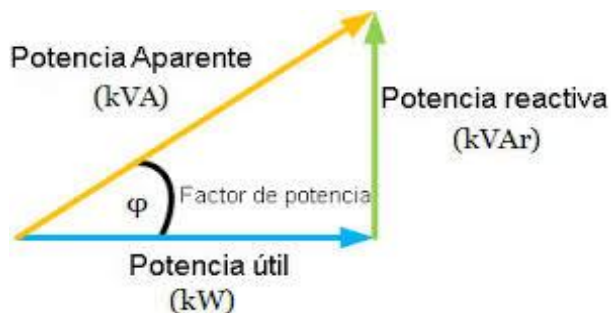 Potencia Aparente
(kVA)
Potencia reactiva
(kVAr)
φ
Factor de potencia
Potencia útil
(kW)